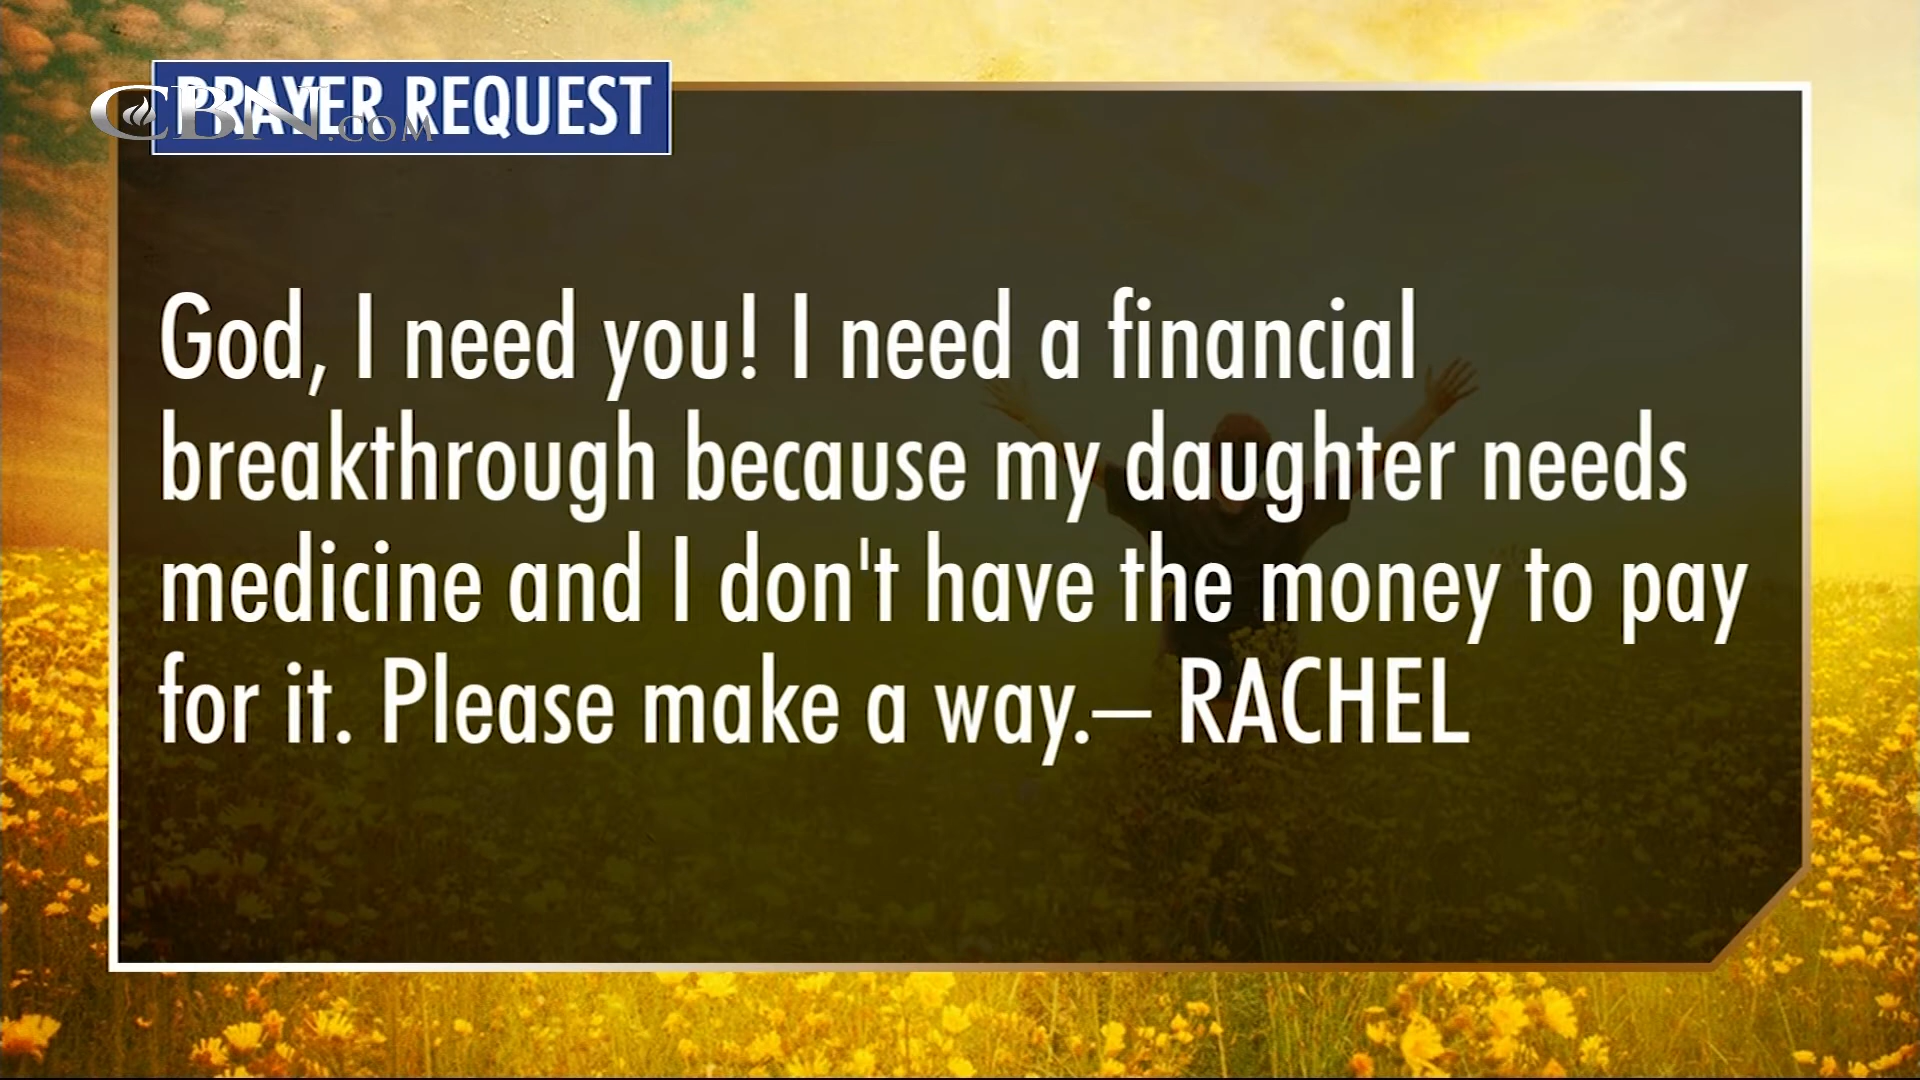 PRAYER REQUEST
CBN.COM
God, I need you! I need a financial
breakthrough because my daughter needs
medicine and I don't have the money to pay
for it. Please make a way.— RACHEL